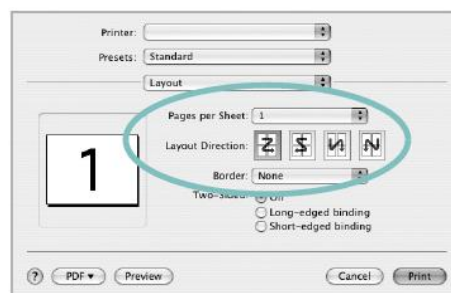 Printer:
Presets: Standard
Layout
Pages per Sheet: 1
Layout Direction:
1
Border: None
Two-Sided: Off
Long-edged binding
Short-edged binding
? PDF Preview Cancel Print